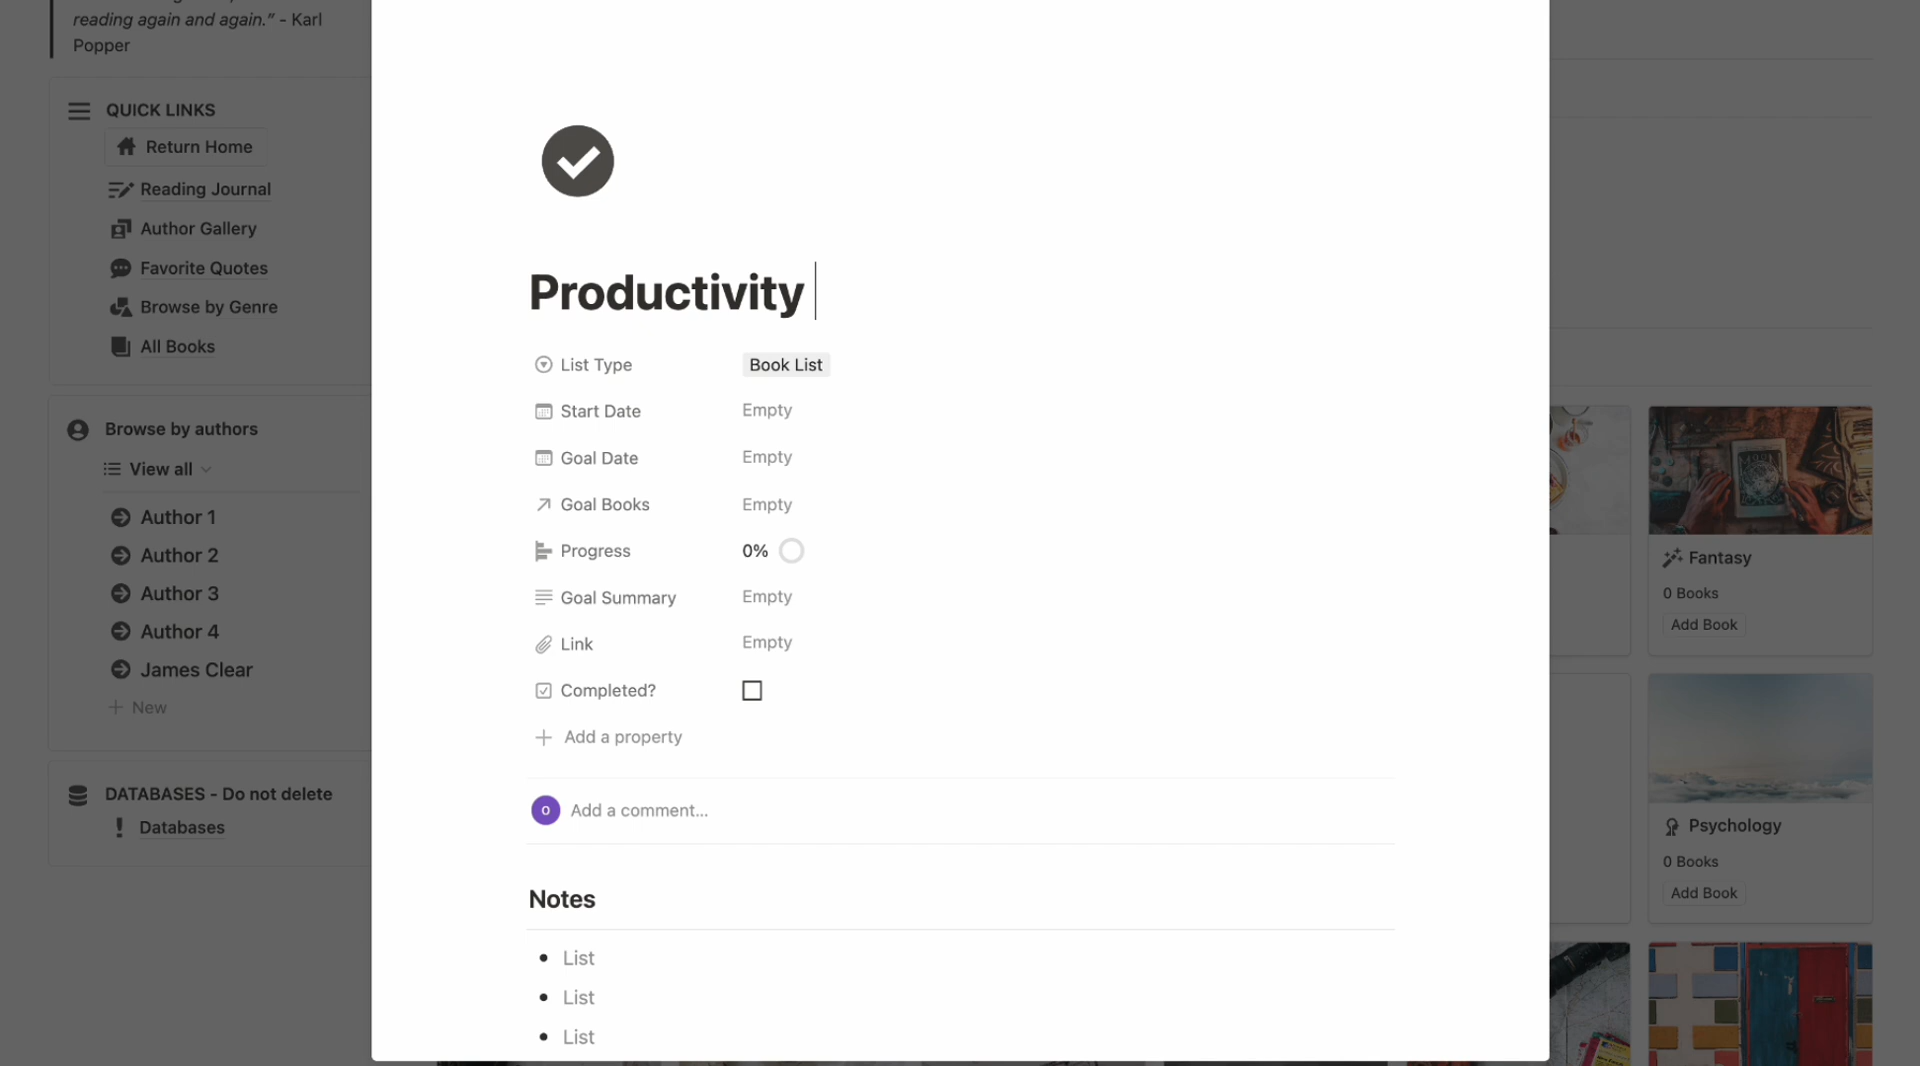 reading again and again.” - Karl
Popper
QUICK LINKS
Return Home
Reading Journal
Author Gallery
Favorite Quotes
Browse by Genre
All Books
Browse by authors
View all
Author 1
Author 2
Author 3
Author 4
James Clear
New
DATABASES - Do not delete
Databases
Productivity
List Type Book List
Start Date Empty
Goal Date Empty
Goal Books Empty
Progress 0%
Goal Summary Empty
Link Empty
Completed?
Add a property
O Add a comment...
Notes
List
List
List
Fantasy
0 Books
Add Book
Psychology
0 Books
Add Book